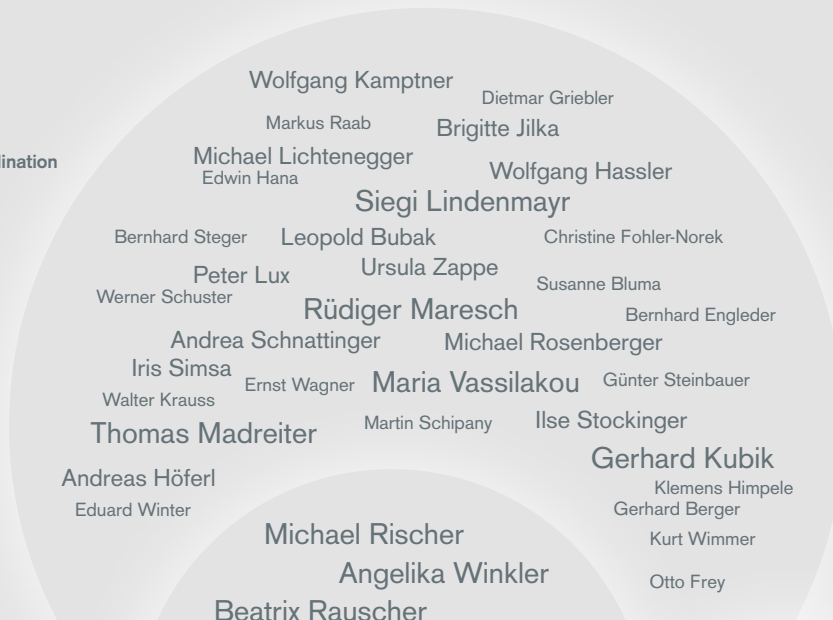 Wolfgang Kamptner
Dietmar Griebler
Markus Raab
Brigitte Jilka
Michael Lichtenegger
ination
Wolfgang Hassler
Edwin Hana
Siegi Lindenmayr
Bernhard Steger
Leopold Bubak
Christine Fohler-Norek
Ursula Zappe
Peter Lux
Susanne Bluma
Werner Schuster
Rüdiger Maresch
Bernhard Engleder
Andrea Schnattinger
Michael Rosenberger
Iris Simsa
Ernst Wagner
Maria Vassilakou
Günter Steinbauer
Walter Krauss
Martin Schipany
Ilse Stockinger
Thomas Madreiter
Gerhard Kubik
Andreas Höferl
Klemens Himpele
Eduard Winter
Gerhard Berger
Michael Rischer
Kurt Wimmer
Angelika Winkler
Otto Frey
Beatrix Rauscher